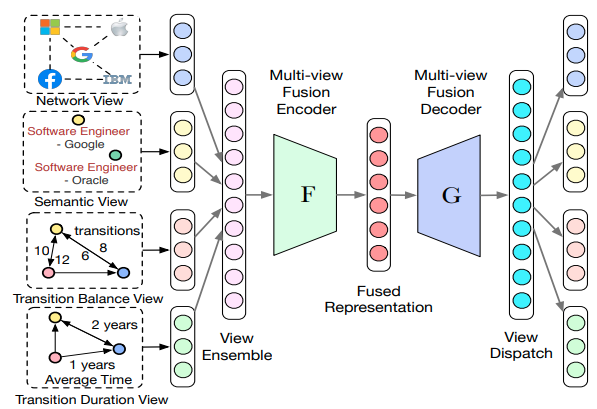 IBM
Network View
Software Engineer
- Google
Software Engineer
- Oracle
Semantic View
transitions
10
8
6
12
Transition Balance View
2 years
1 years
Average Time
Transition Duration View
View
Ensemble
Multi-view
Fusion
Encoder
F
Fused
Representation
Multi-view
Fusion
Decoder
G
View
Dispatch